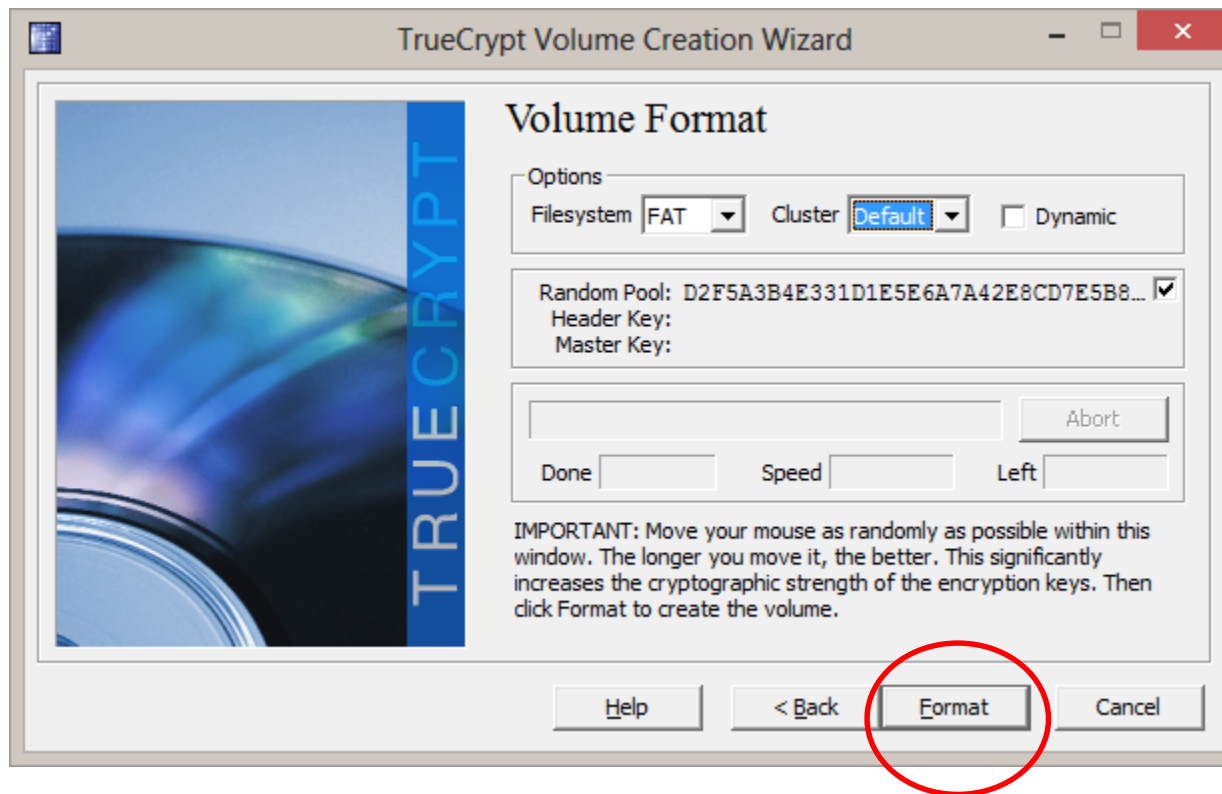 TrueCrypt Volume Creation Wizard
TRUECRYPT
Volume Format
Options
Filesystem FAT Cluster Default Dynamic
Random Pool: D2F5A3B4E331D1E5E6A7A42E8CD7E5B8...
Header Key:
Master Key:
Abort
Done Speed Left
IMPORTANT: Move your mouse as randomly as possible within this
window. The longer you move it, the better. This significantly
increases the cryptographic strength of the encryption keys. Then
click Format to create the volume.
Help < Back Format Cancel